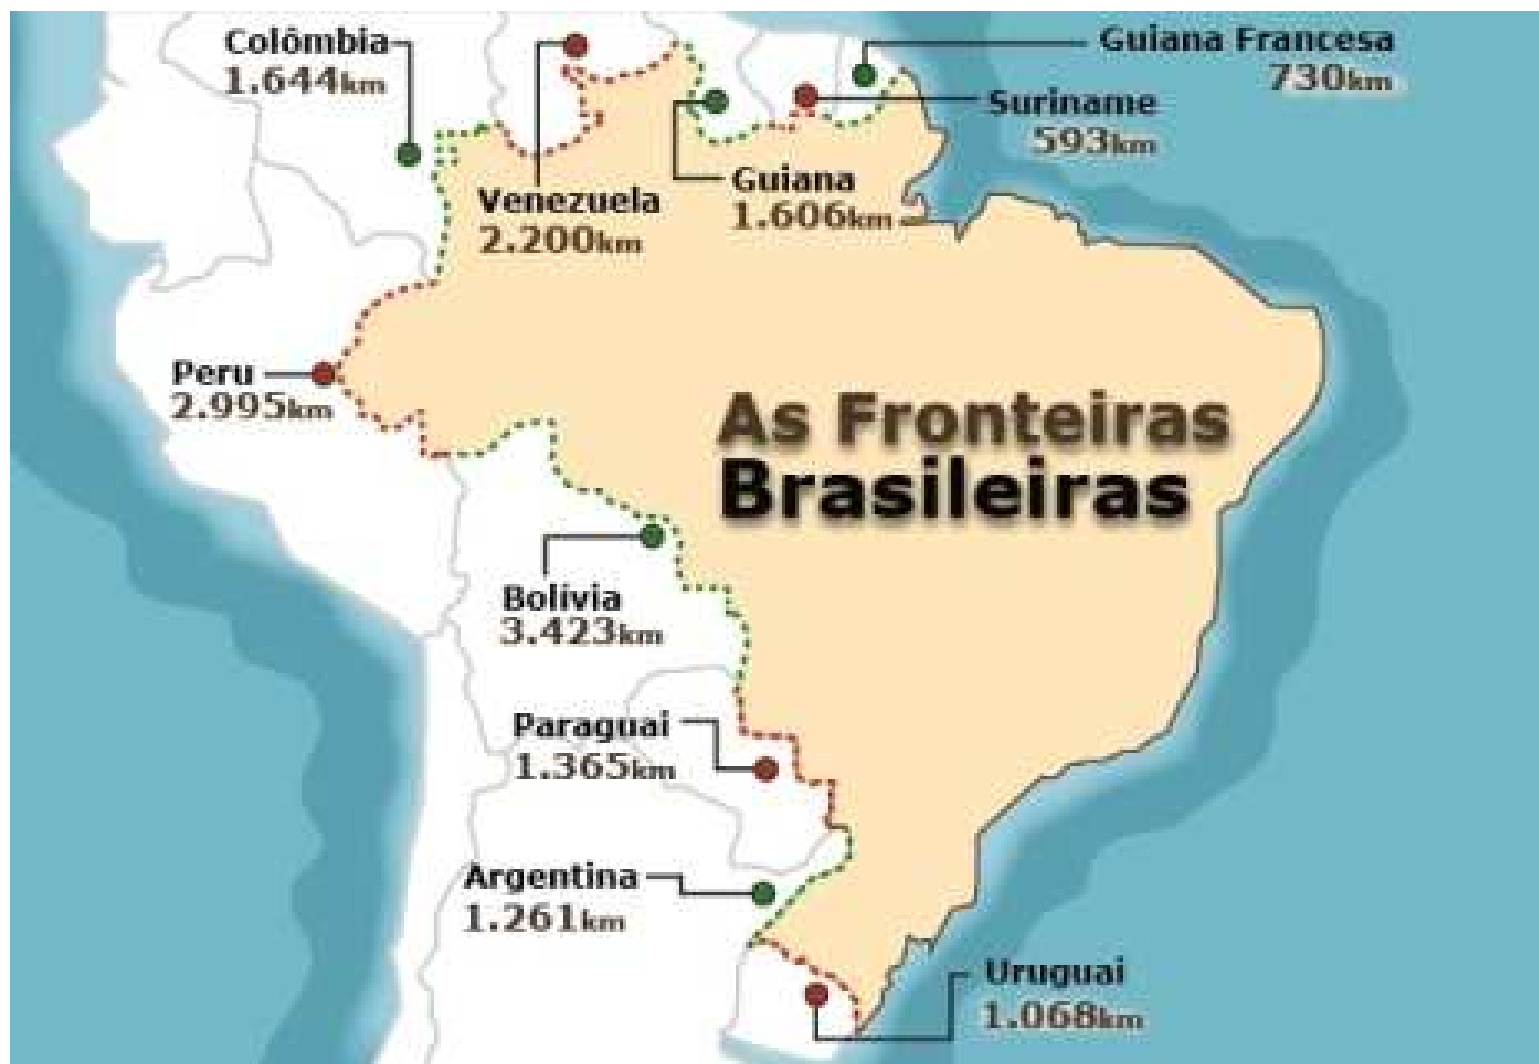 Colômbia
1.644km
Guiana Francesa
730km
Suriname
593km
Venezuela
2.200km
Guiana
1.606km
Peru
2.995km
As Fronteiras
Brasileiras
Bolívia
3.423km
Paraguai
1.365km
Argentina
1.261km
Uruguai
1.068km